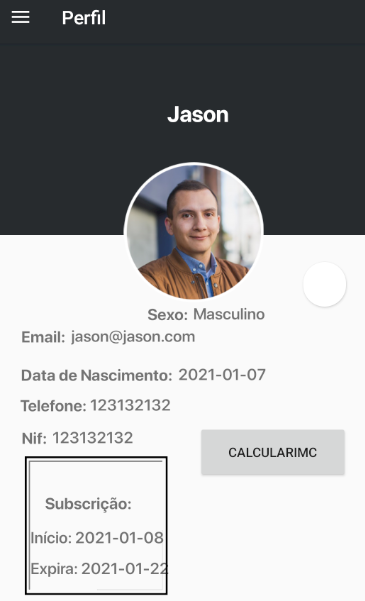 Perfil
Jason
Sexo: Masculino
Email: jason@jason.com
Data de Nascimento: 2021-01-07
Telefone: 123132132
Nif: 123132132
CALCULARIMC
Subscrição:
Início: 2021-01-08
Expira: 2021-01-22